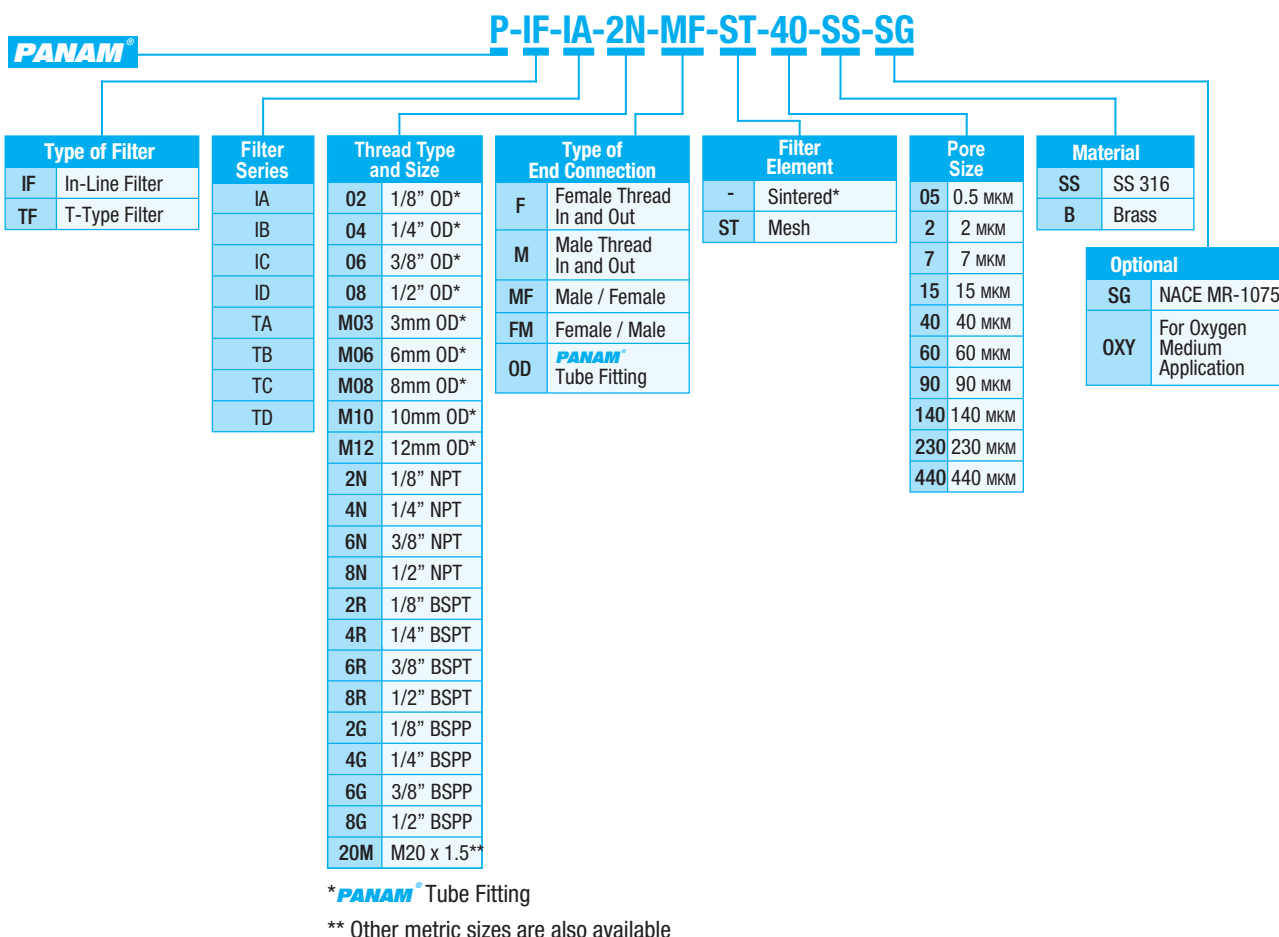 PANAM®
P-IF-IA-2N-MF-ST-40-SS-SG
Type of Filter
IF In-Line Filter
TF T-Type Filter
Filter
Series
IA
IB
IC
ID
TA
TB
TC
TD
Thread Type
and Size
02 1/8” OD*
04 1/4” OD*
06 3/8” OD*
08 1/2” OD*
M03 3mm OD*
M06 6mm OD*
M08 8mm OD*
M10 10mm OD*
M12 12mm OD*
2N 1/8” NPT
4N 1/4” NPT
6N 3/8” NPT
8N 1/2” NPT
2R 1/8” BSPT
4R 1/4” BSPT
6R 3/8” BSPT
8R 1/2” BSPT
2G 1/8” BSPP
4G 1/4” BSPP
6G 3/8” BSPP
8G 1/2” BSPP
20M M20 x 1.5**
Type of
End Connection
F Female Thread
In and Out
M Male Thread
In and Out
MF Male / Female
FM Female / Male
OD PANAM®
Tube Fitting
Filter
Element
- Sintered*
ST Mesh
Pore
Size
05 0.5 мкм
2 2 мкм
7 7 мкм
15 15 мкм
40 40 мкм
60 60 мкм
90 90 мкм
140 140 мкм
230 230 мкм
440 440 мкм
Material
SS SS 316
B Brass
Optional
SG NACE MR-1075
OXY For Oxygen
Medium
Application
*PANAM® Tube Fitting
** Other metric sizes are also available